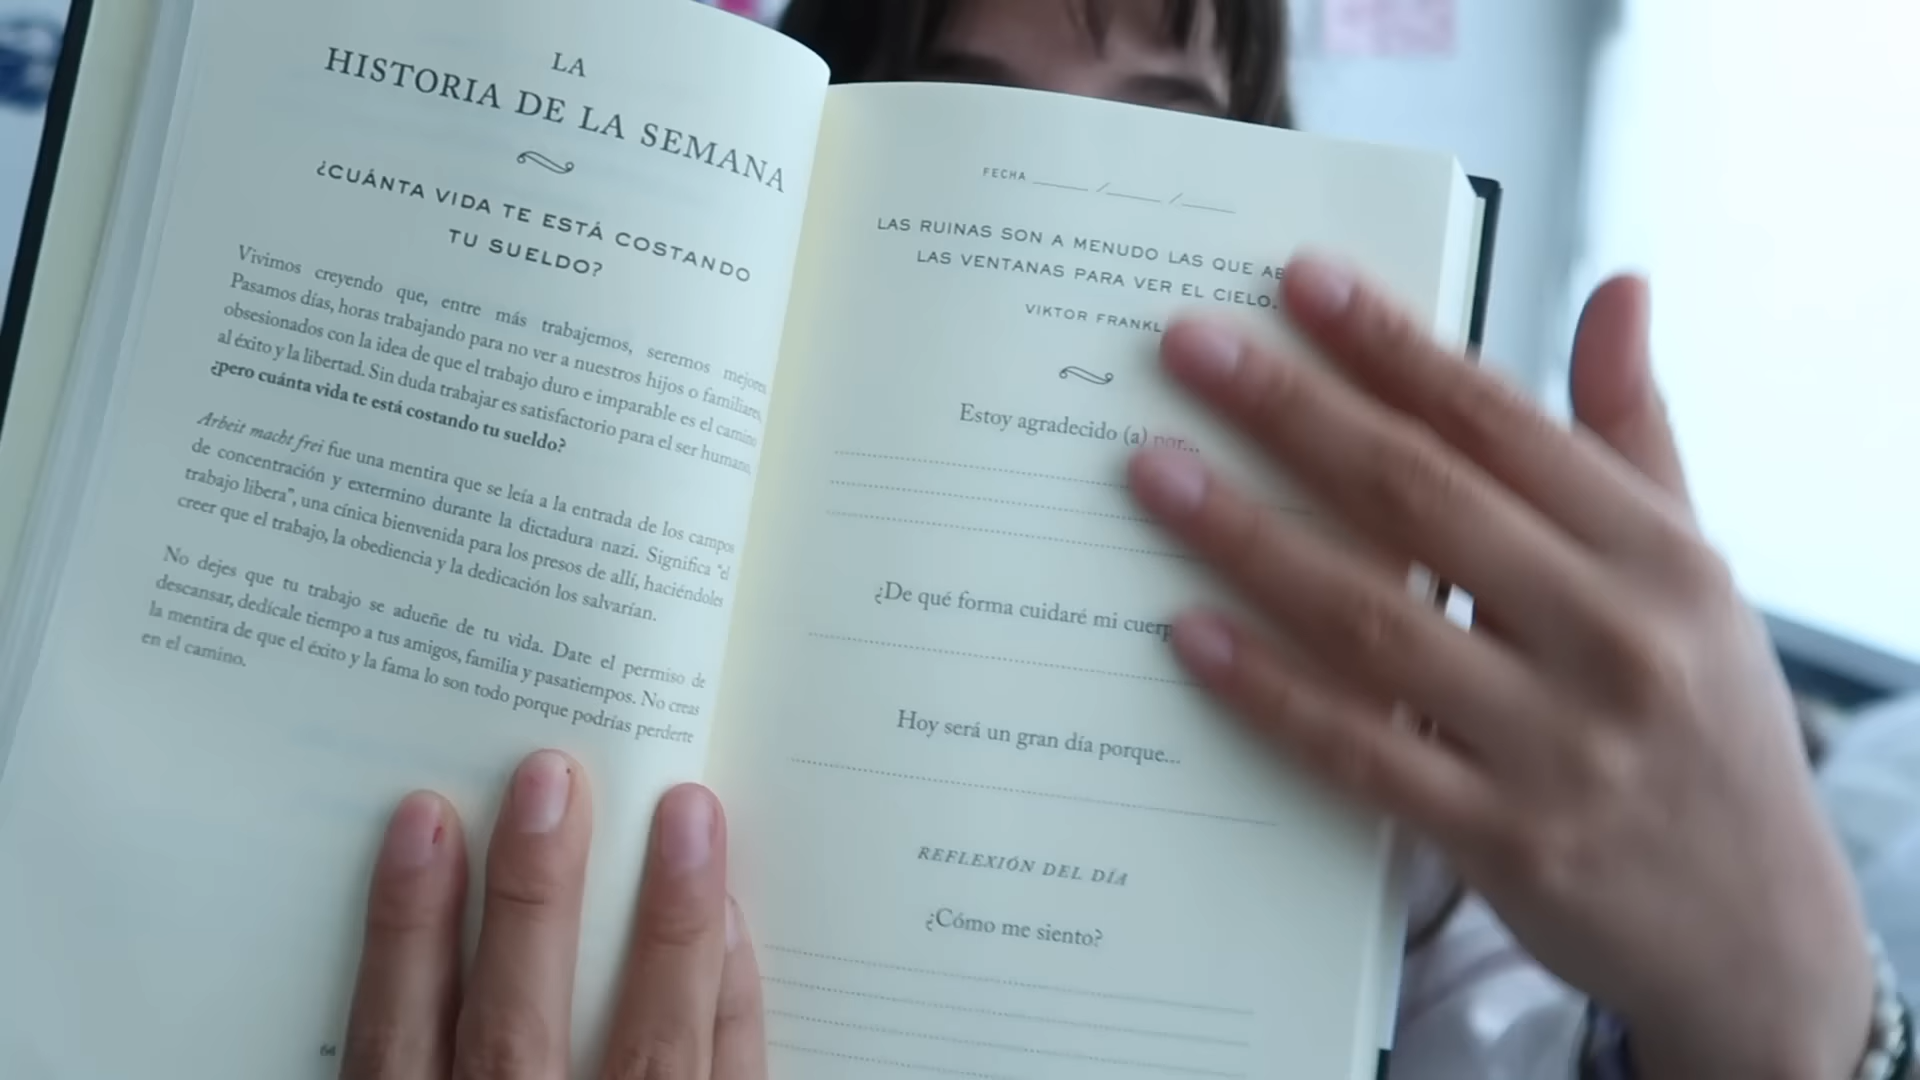 LA
HISTORIA DE LA SEMANA
¿CUÁNTA VIDA TE ESTÁ COSTANDO
TU SUELDO?
Vivimos creyendo que, entre más trabajemos, seremos mejores.
Pasamos días, horas trabajando para no ver a nuestros hijos o familiares,
obsesionados con la idea de que el trabajo duro e imparable es el camino
al éxito y la libertad. Sin duda trabajar es satisfactorio para el ser humano,
¿pero cuánta vida te está costando tu sueldo?
Arbeit macht frei fue una mentira que se leía a la entrada de los campos
de concentración y extermino durante la dictadura nazi. Significa "el
trabajo libera", una cínica bienvenida para los presos de allí, haciéndoles
creer que el trabajo, la obediencia y la dedicación los salvarían.
No dejes que tu trabajo se adueñe de tu vida. Date el permiso de
descansar, dedícale tiempo a tus amigos, familia y pasatiempos. No creas
la mentira de que el éxito y la fama lo son todo porque podrías perderte
en el camino.
FECHA ____ /____ /____
LAS RUINAS SON A MENUDO LAS QUE
LAS VENTANAS PARA VER EL CIELO.
VIKTOR FRANKL
Estoy agradecido (a) por...
¿De qué forma cuidaré mi
Hoy será un gran día porque...
REFLEXIÓN DEL DÍA
¿Cómo me siento?